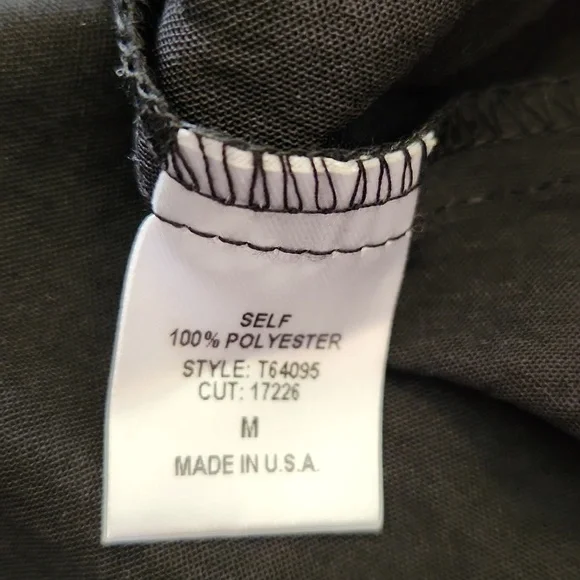 SELF
100% POLYESTER
STYLE: T64095
CUT: 17226
M
MADE IN U.S.A.